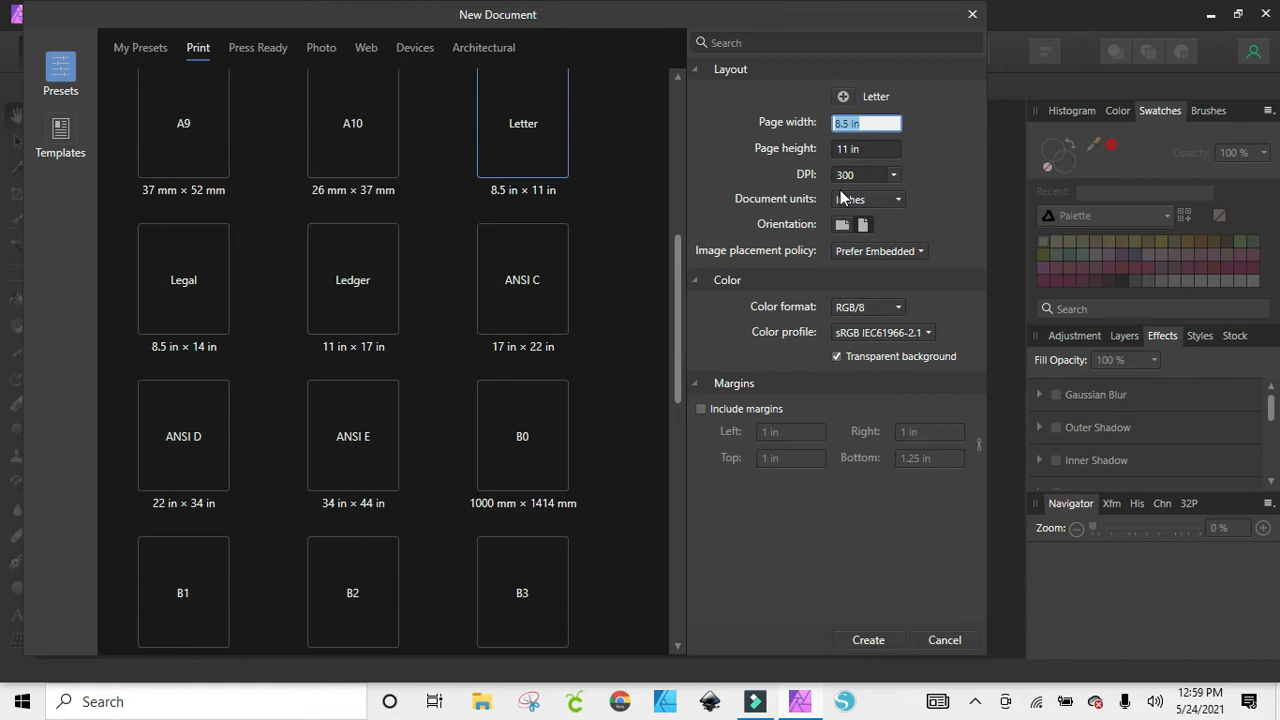 New Document
My Presets Print Press Ready Photo Web Devices Architectural
Search
Presets
Templates
A9
A10
Letter
37 mm × 52 mm
26 mm × 37 mm
8.5 in × 11 in
Legal
Ledger
ANSI C
8.5 in × 14 in
11 in × 17 in
17 in × 22 in
ANSI D
ANSI E
B0
22 in × 34 in
34 in × 44 in
1000 mm × 1414 mm
B1
B2
B3
Layout
Letter
Page width: 8.5 in
Page height: 11 in
DPI: 300
Document units:
Orientation:
Image placement policy: Prefer Embedded
Color
Color format: RGB/8
Color profile: sRGB IEC61966-2.1
Transparent background
Margins
Include margins
Left: 1 in Right: 1 in
Top: 1 in Bottom: 1.25 in
Create Cancel
Histogram Color Swatches Brushes
Opacity: 100 %
Recent:
Palette
Search
Adjustment Layers Effects Styles Stock
Fill Opacity: 100 %
Gaussian Blur
Outer Shadow
Inner Shadow
Navigator Xfm His Chn 32P
Zoom: 0 %
Search
12:59 PM
5/24/2021